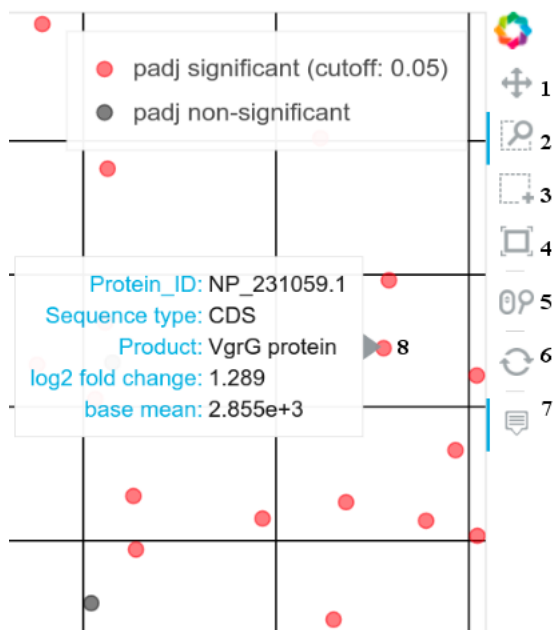 padj significant (cutoff: 0.05)
padj non-significant
1
2
3
4
5
6
7
Protein_ID: NP_231059.1
Sequence type: CDS
Product: VgrG protein
log2 fold change: 1.289
base mean: 2.855e+3
8